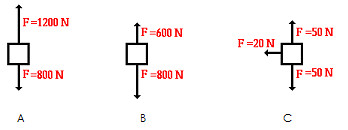 F =1200 N
F =800 N
A
F =600 N
F =800 N
B
F =50 N
F =20 N
F =50 N
C